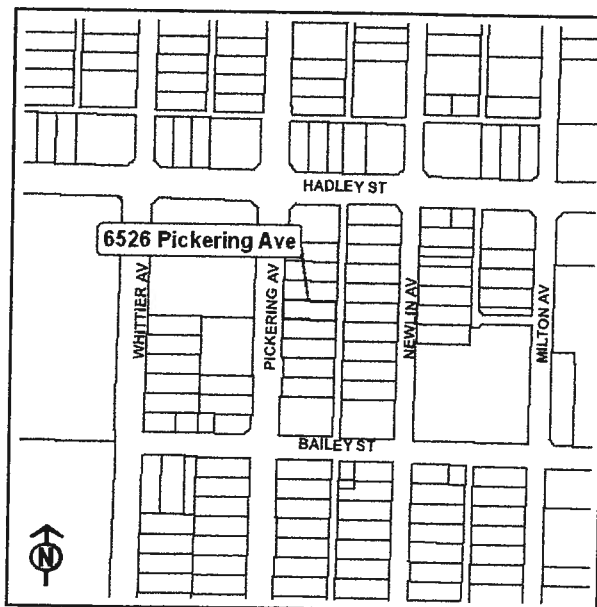 HADLEY ST
6526 Pickering Ave
WHITTIER AV
PICKERING AV
NEWLIN AV
MILTON AV
BAILEY ST
N